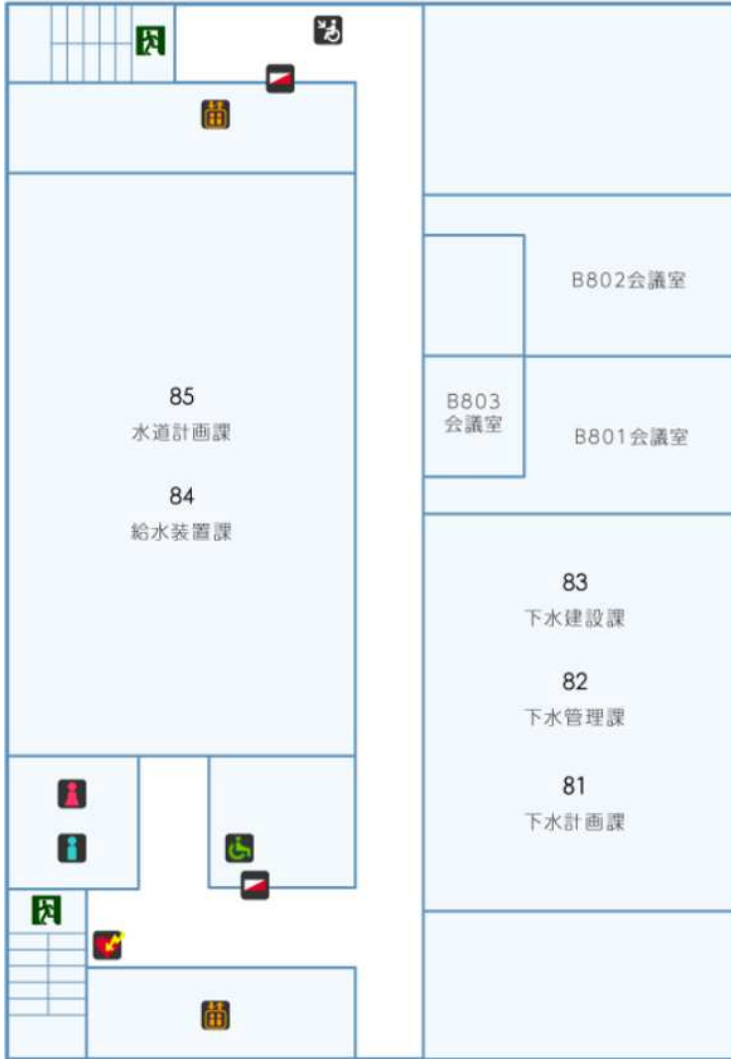 B802会議室
B803
会議室
B801会議室
85
水道計画課
84
給水装置課
83
下水建設課
82
下水管理課
81
下水計画課